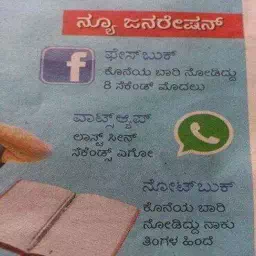 ನ್ಯೂ ಜನರೇಷನ್
ಫೇಸ್‌ಬುಕ್
ಕೊನೆಯ ಬಾರಿ ನೋಡಿದ್ದು
8 ಸೆಕೆಂಡ್ ಮೊದಲು
ವಾಟ್ಸ್ಆ್ಯಪ್
ಲಾಸ್ಟ್ ಸೀನ್
ಸೆಕೆಂಡ್ಸ್ ಎಗೋ
ನೋಟ್‌ಬುಕ್
ಕೊನೆಯ ಬಾರಿ
ನೋಡಿದ್ದು ನಾಕು
ತಿಂಗಳ ಹಿಂದೆ